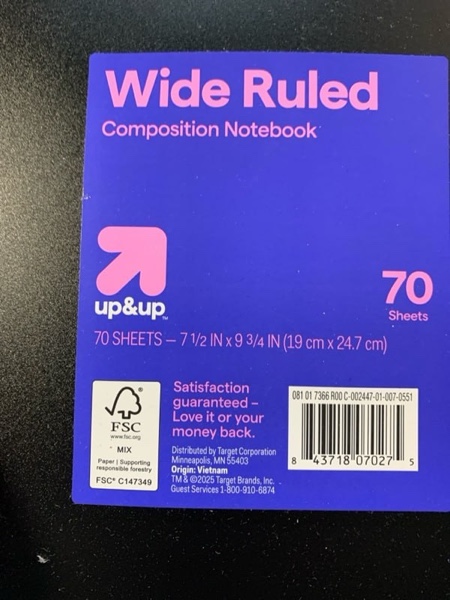 Wide Ruled
Composition Notebook
up&up™
70
Sheets
70 SHEETS – 7 1/2 IN x 9 3/4 IN (19 cm x 24.7 cm)
FSC®
www.fsc.org
MIX
Paper | Supporting
responsible forestry
FSC® C147349
Satisfaction
guaranteed –
Love it or your
money back.
Distributed by Target Corporation
Minneapolis, MN 55403
Origin: Vietnam
TM & ©2025 Target Brands, Inc.
Guest Services 1-800-910-6874
081 01 7366 R00 C-002447-01-007-0551
8 43718 07027 5